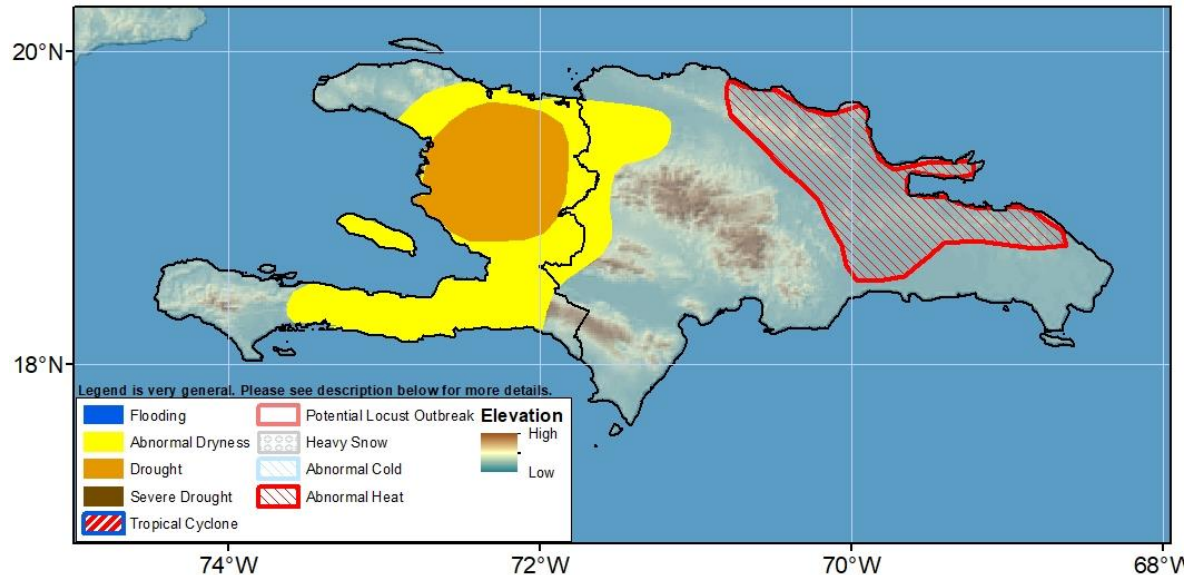 20°N
18°N
Legend is very general. Please see description below for more details.
Flooding
Abnormal Dryness
Drought
Severe Drought
Tropical Cyclone
Potential Locust Outbreak
Heavy Snow
Abnormal Cold
Abnormal Heat
Elevation
High
Low
74°W
72°W
70°W
68°W